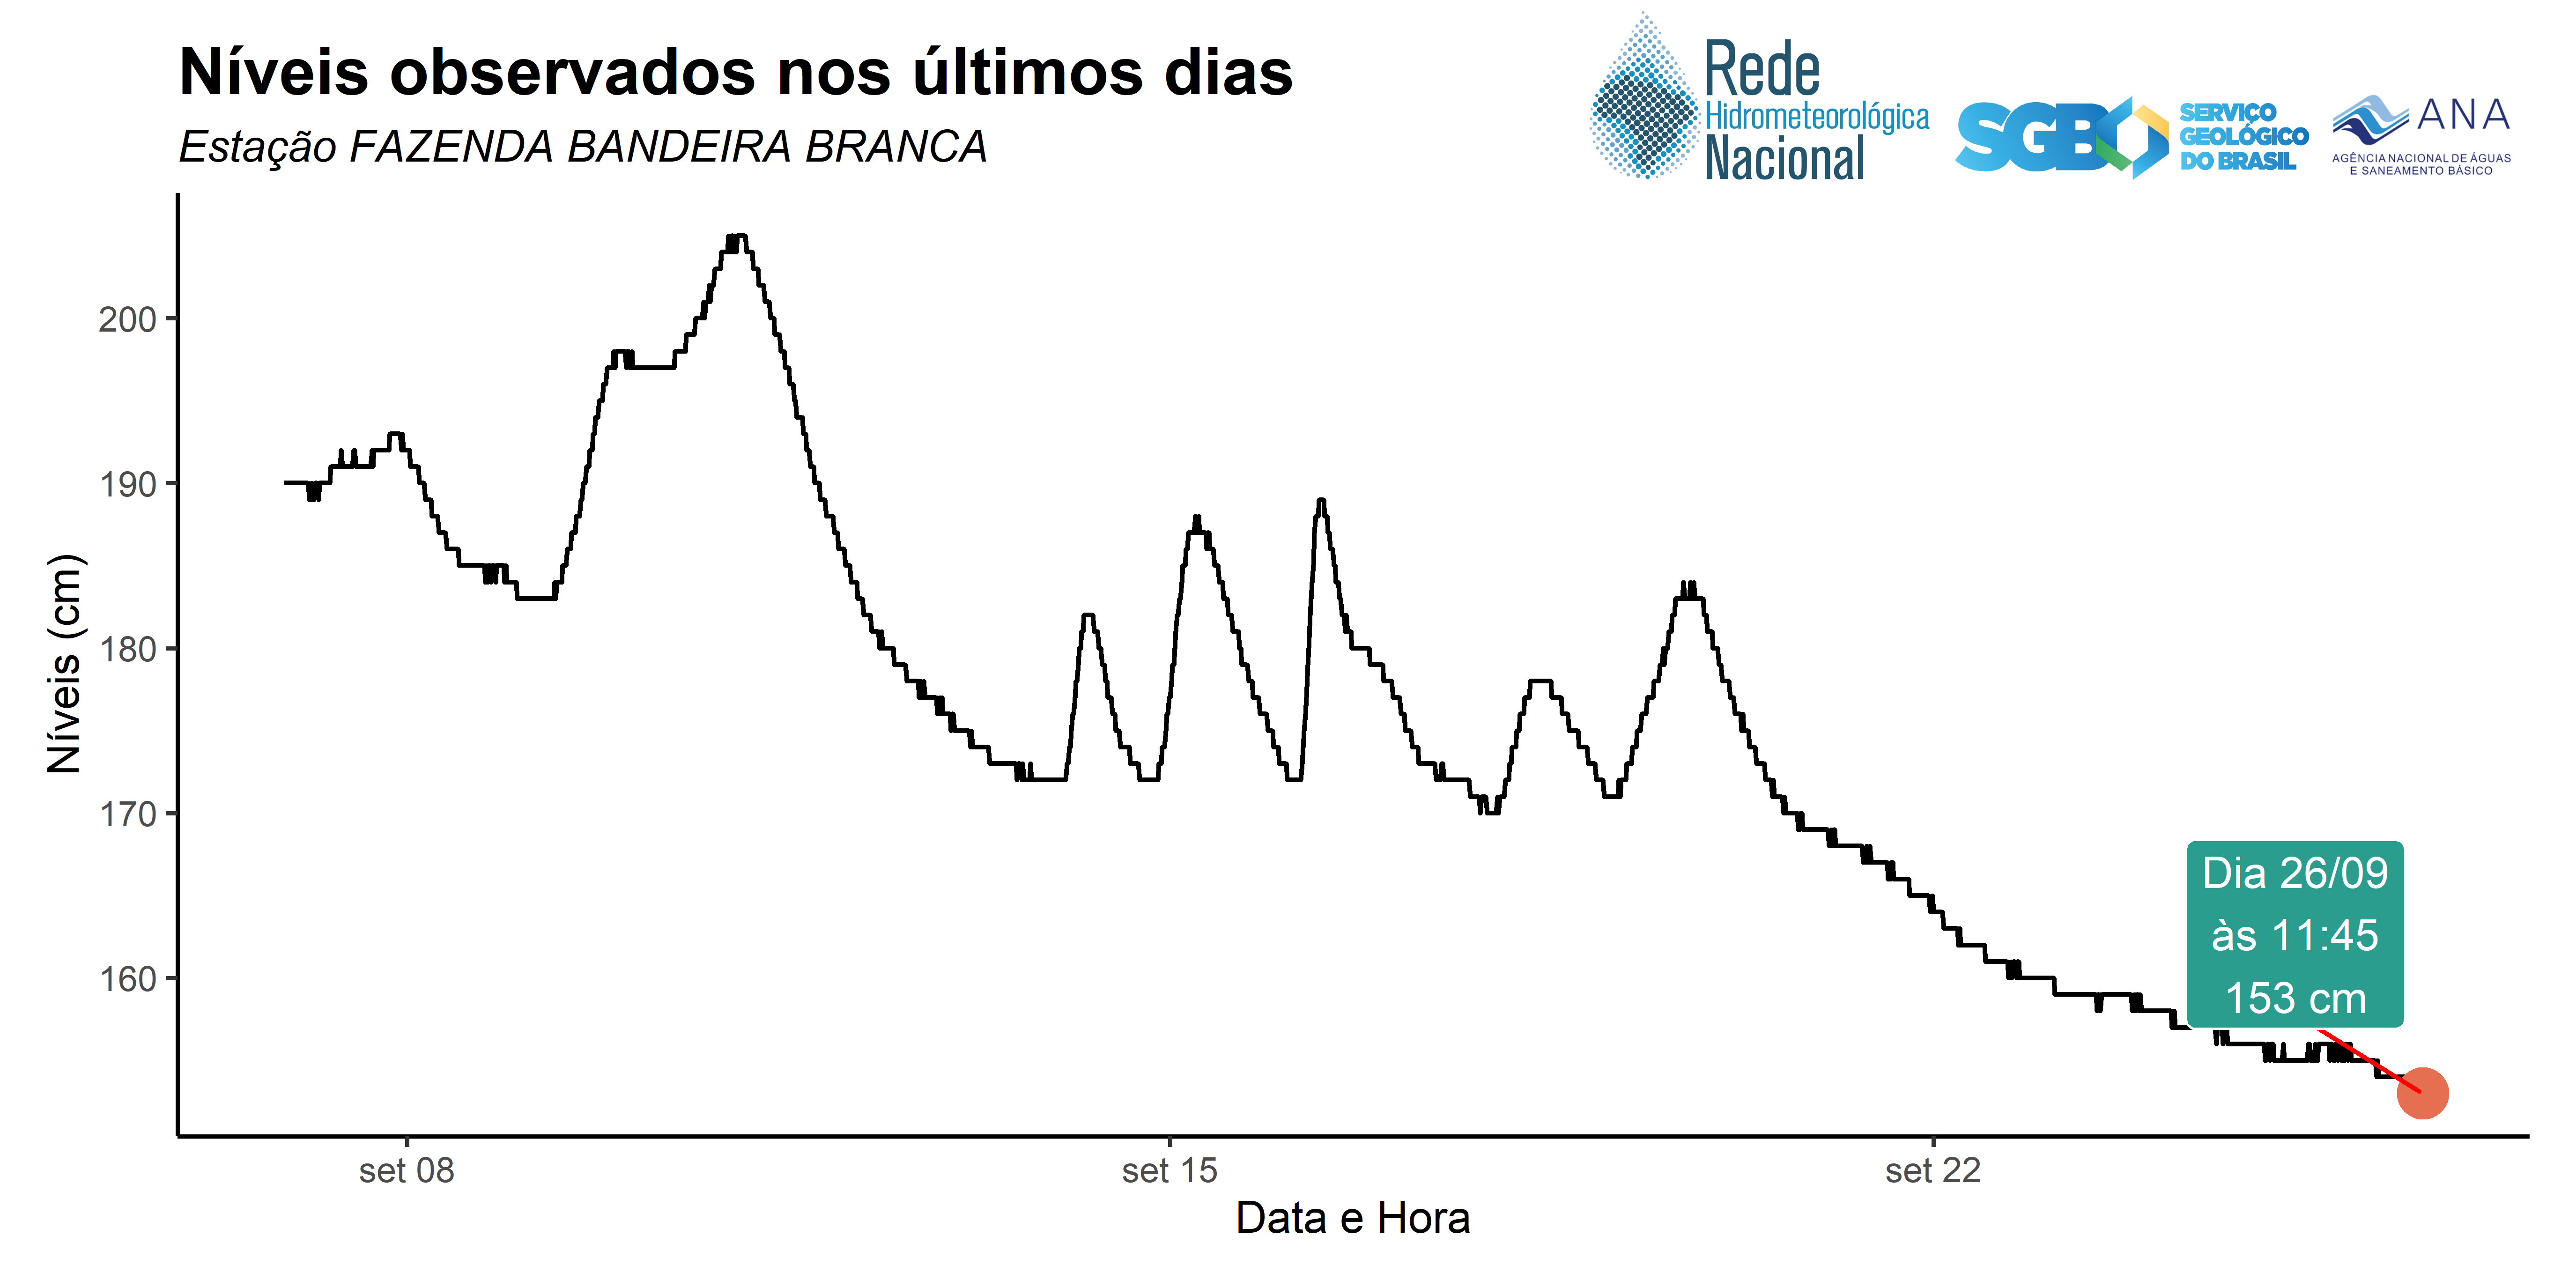 Níveis observados nos últimos dias
Estação FAZENDA BANDEIRA BRANCA
Rede
Hidrometeorológica
Nacional
SGB
SERVIÇO
GEOLÓGICO
DO BRASIL
ANA
AGÊNCIA NACIONAL DE ÁGUAS
E SANEAMENTO BÁSICO
Níveis (cm)
200
190
180
170
160
Dia 26/09
às 11:45
153 cm
set 08
set 15
set 22
Data e Hora